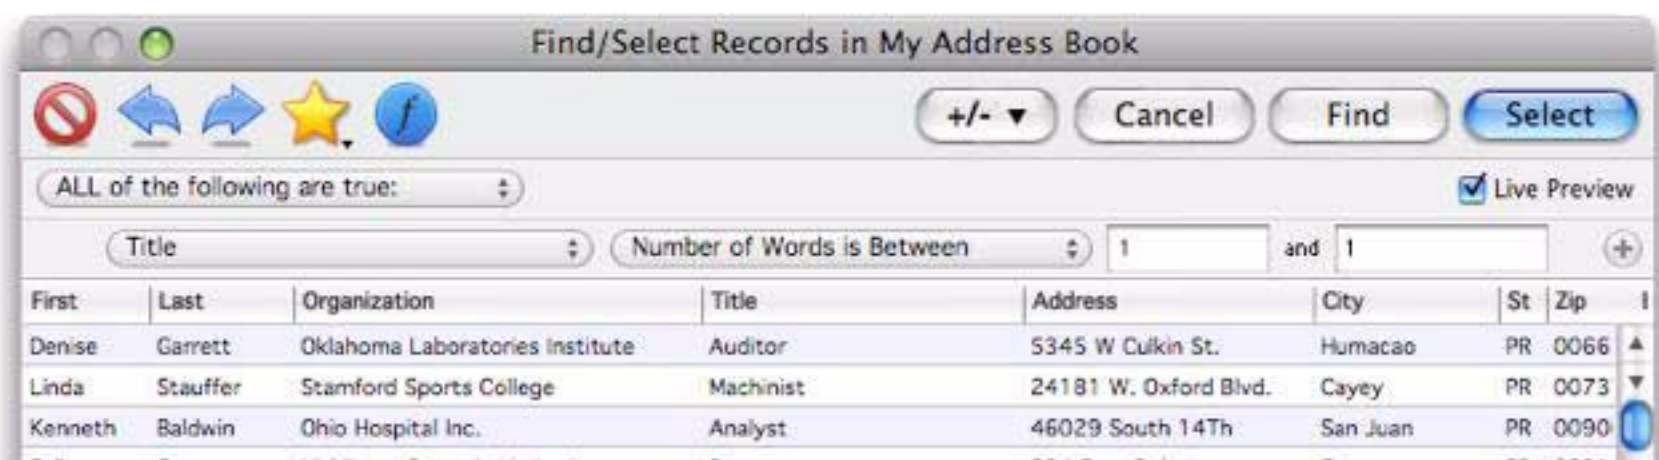 Find/Select Records in My Address Book
f +/- ▼ Cancel Find Select
ALL of the following are true: Live Preview
Title Number of Words is Between 1 and 1 +
First Last Organization Title Address City St Zip
Denise Garrett Oklahoma Laboratories Institute Auditor 5345 W Culkin St. Humacao PR 0066
Linda Stauffer Stamford Sports College Machinist 24181 W. Oxford Blvd. Cayey PR 0073
Kenneth Baldwin Ohio Hospital Inc. Analyst 46029 South 14Th San Juan PR 0090